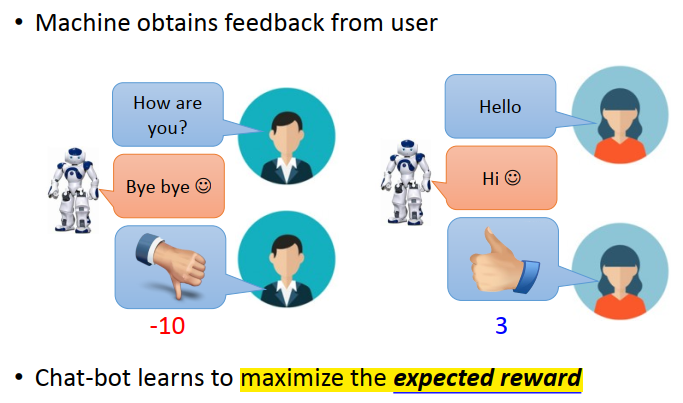 • Machine obtains feedback from user
How are
you?
Bye bye ☺
-10
Hello
Hi ☺
3
• Chat-bot learns to maximize the expected reward